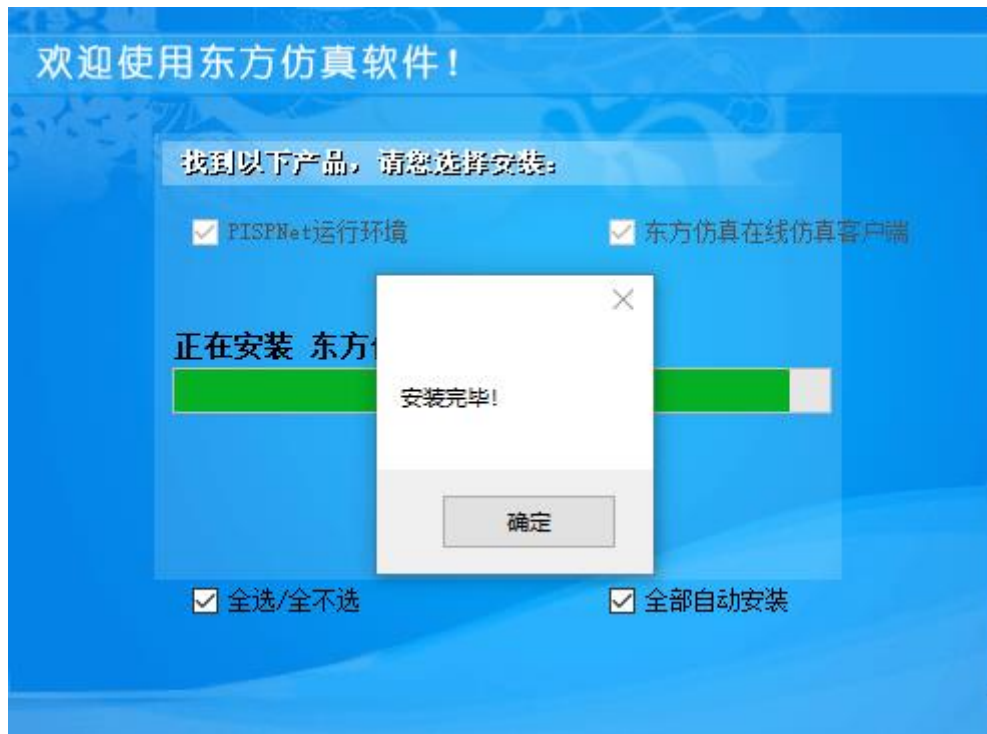 欢迎使用东方仿真软件!
找到以下产品，请您选择安装：
PISPNet运行环境
东方仿真在线仿真客户端
正在安装 东方
安装完毕!
确定
全选/全不选
全部自动安装